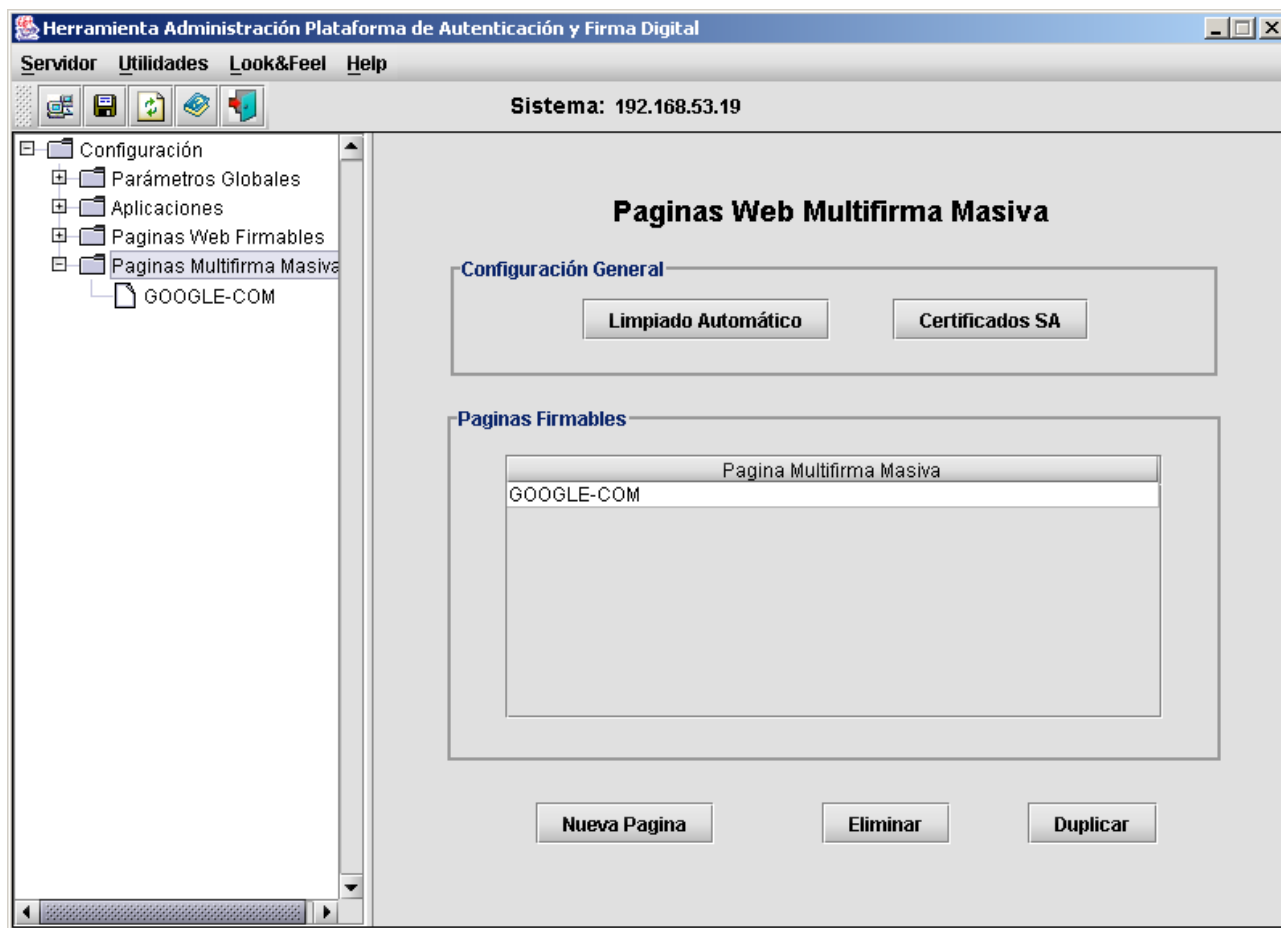 Herramienta Administración Plataforma de Autenticación y Firma Digital
Servidor Utilidades Look&Feel Help
Sistema: 192.168.53.19
Configuración
Parámetros Globales
Aplicaciones
Paginas Web Firmables
Paginas Multifirma Masiva
GOOGLE-COM
Paginas Web Multifirma Masiva
Configuración General
Limpiado Automático Certificados SA
Paginas Firmables
Pagina Multifirma Masiva
GOOGLE-COM
Nueva Pagina Eliminar Duplicar